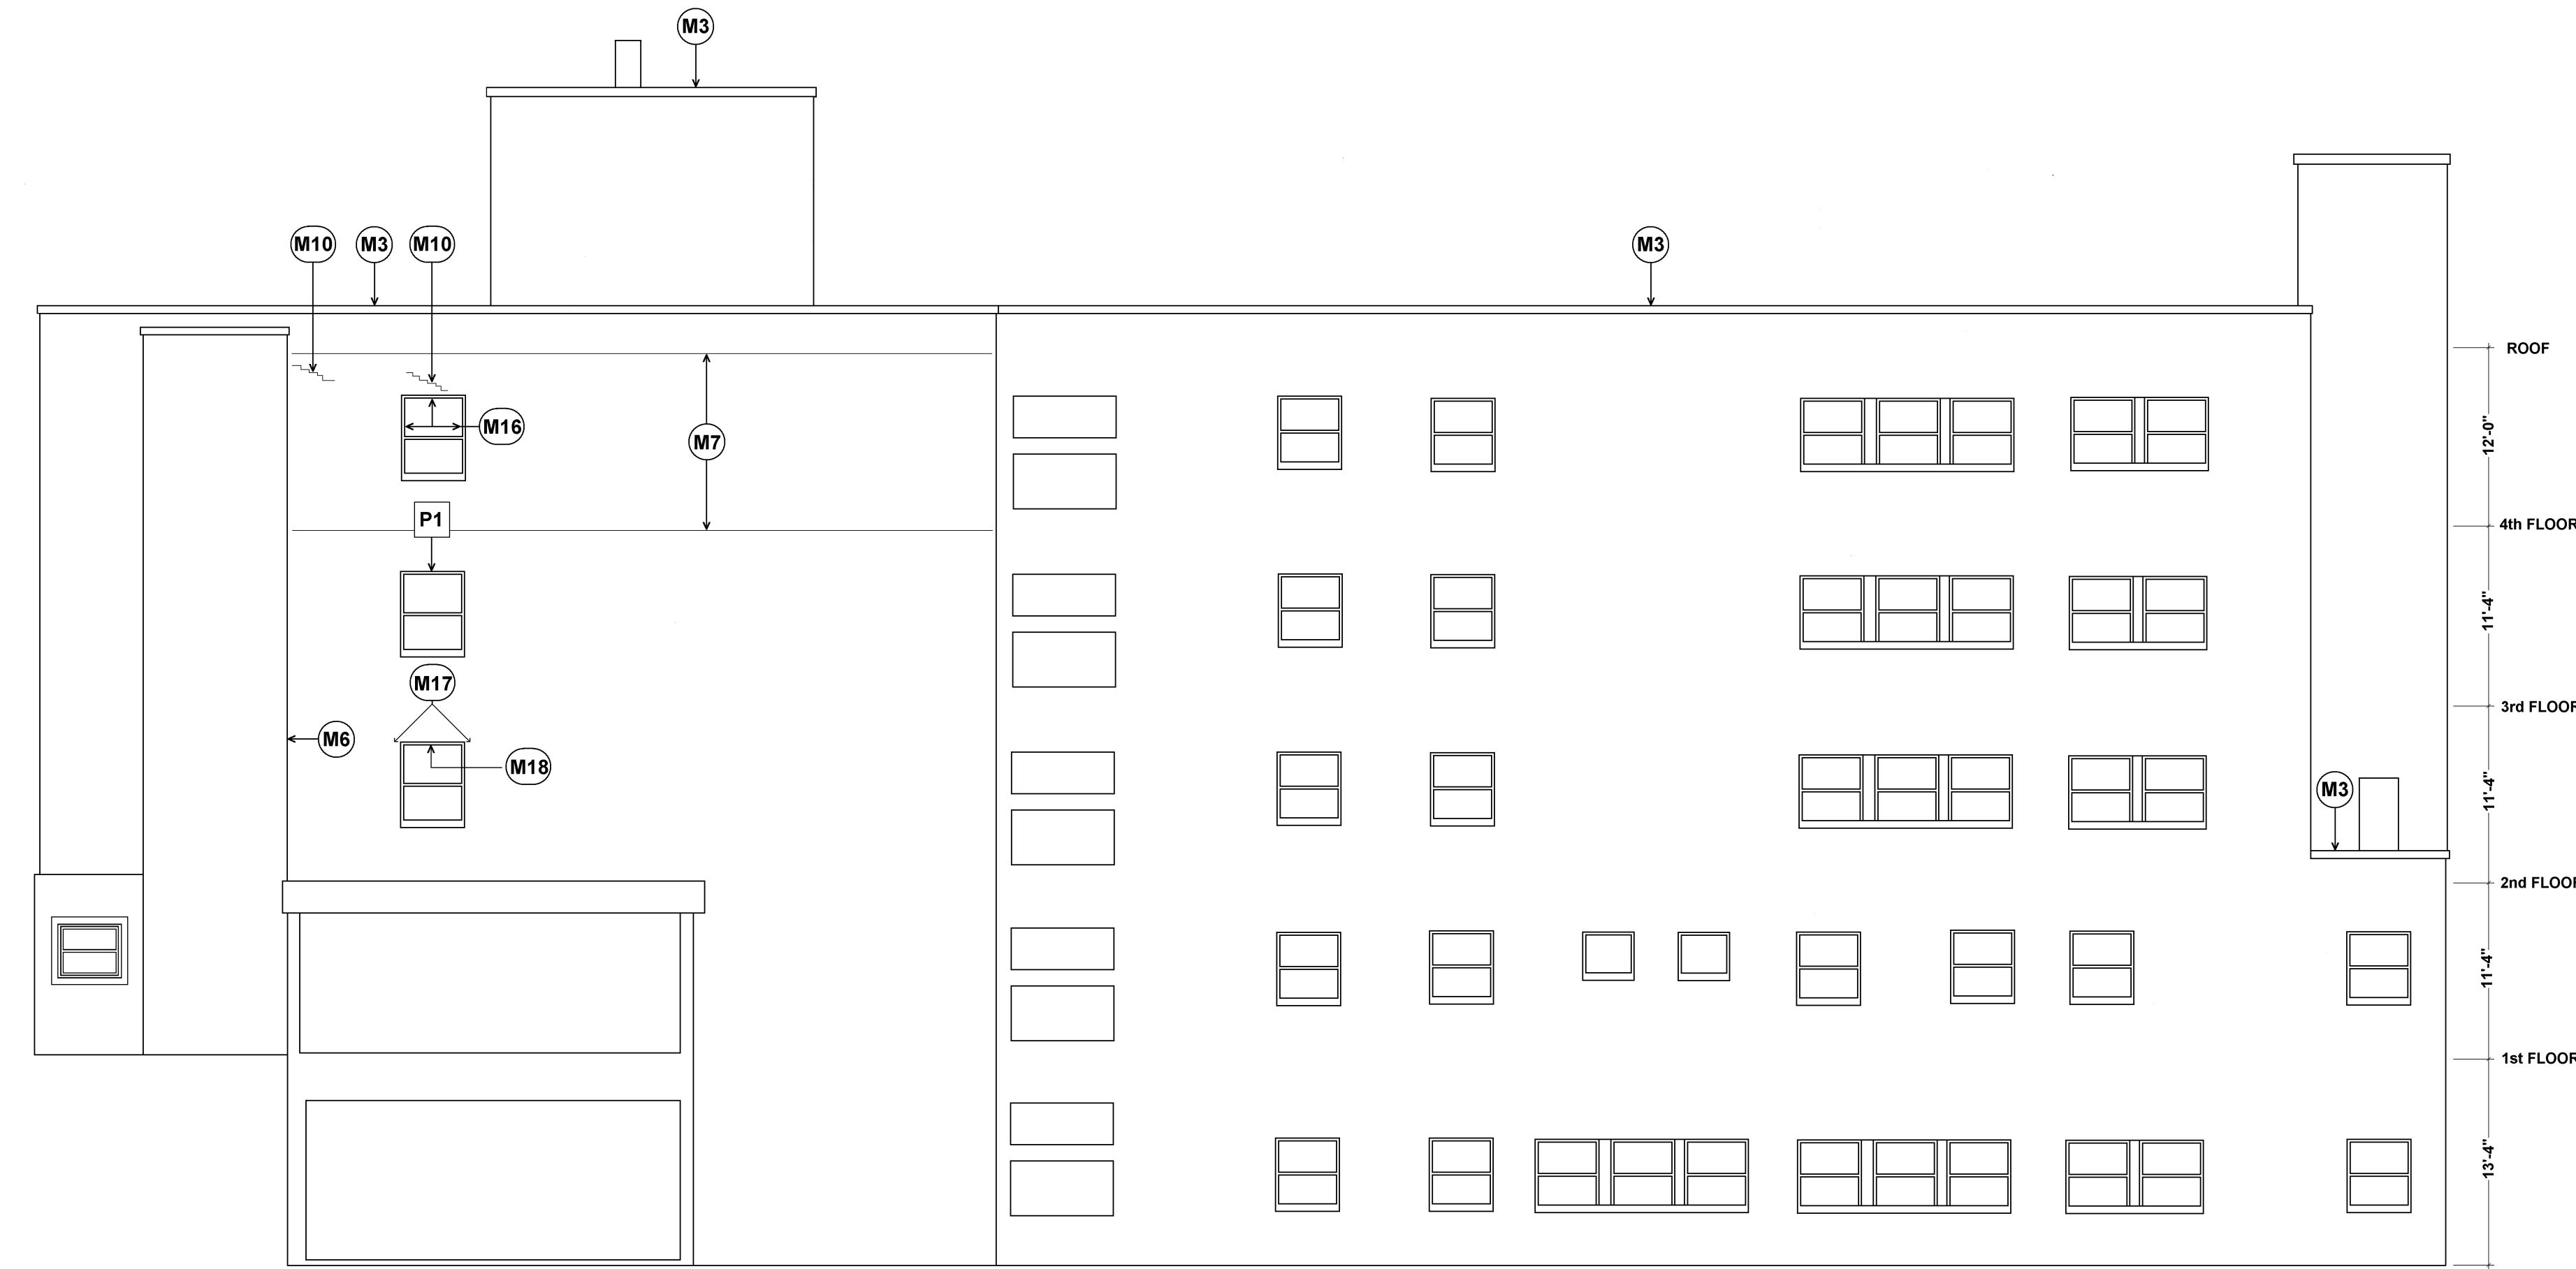 M3
M10
M3
M10
M3
ROOF
M16
M7
12'-0"
P1
4th FLOOR
11'-4"
M17
3rd FLOOR
M6
M18
11'-4"
M3
2nd FLOOR
11'-4"
1st FLOOR
13'-4"